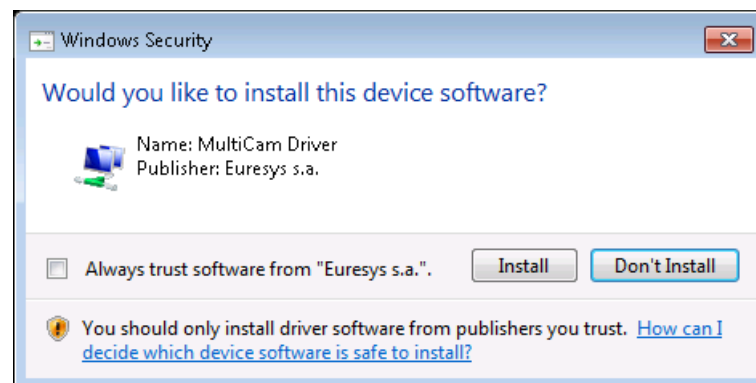 Windows Security
Would you like to install this device software?
Name: MultiCam Driver
Publisher: Euresys s.a.
Always trust software from "Euresys s.a.".
Install
Don't Install
You should only install driver software from publishers you trust. How can I
decide which device software is safe to install?